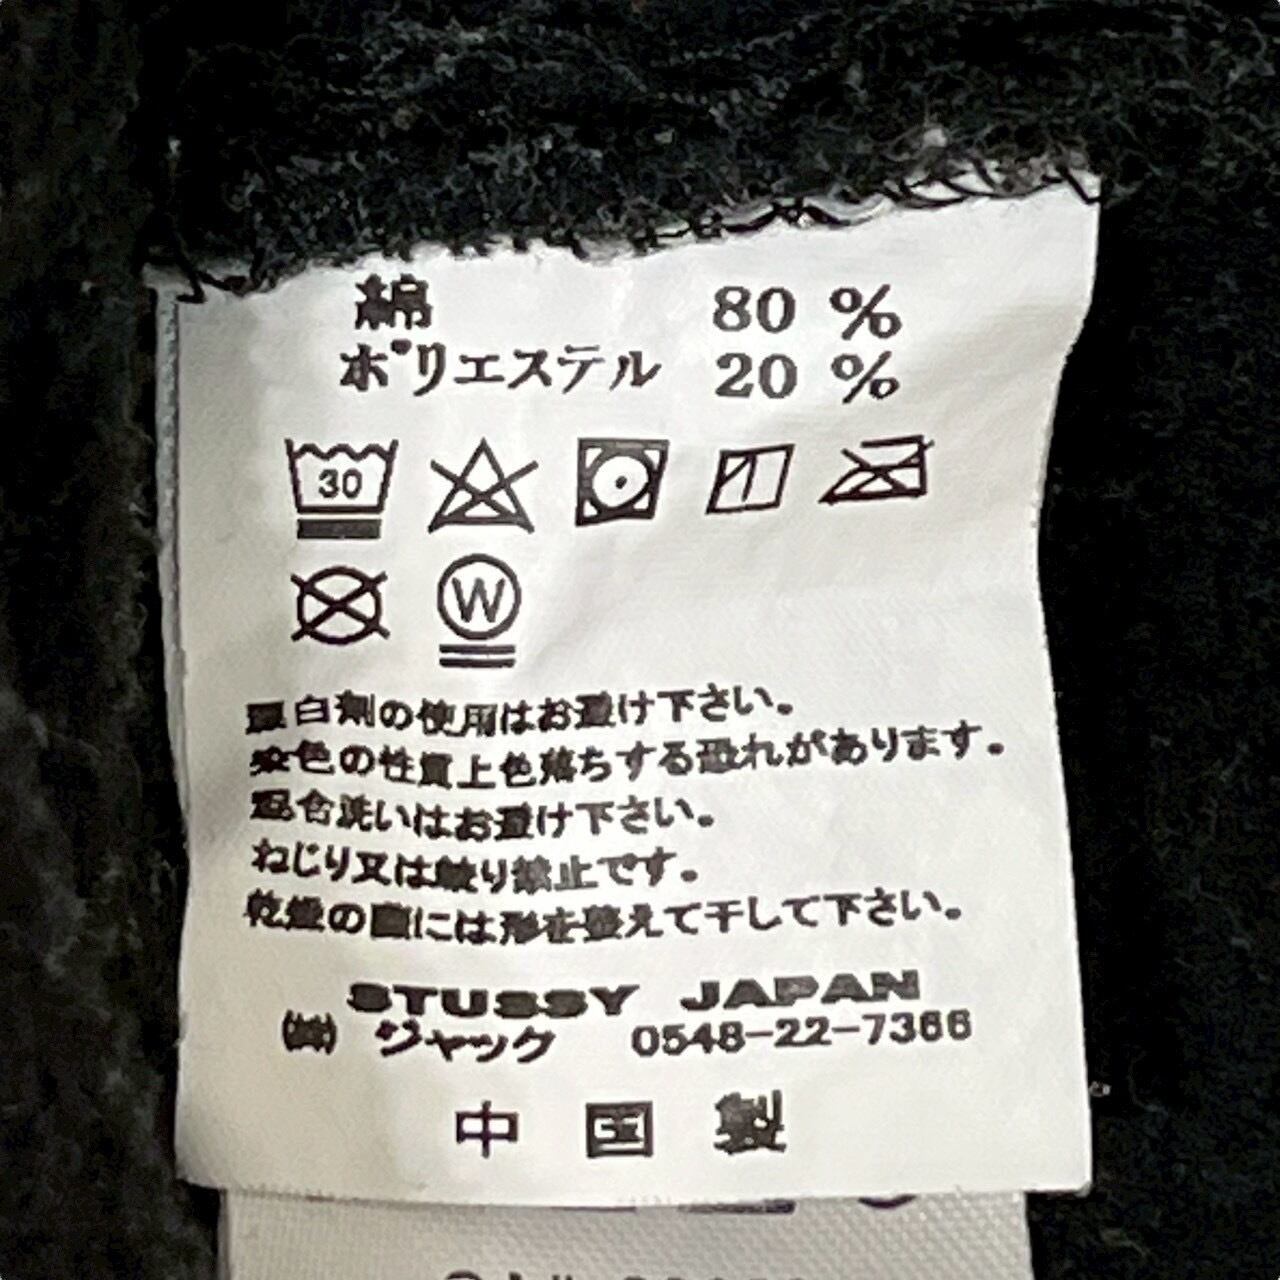 綿 80 %
ポリエステル 20 %
30
W
漂白剤の使用はお避け下さい。
染色の性質上色落ちする恐れがあります。
混合洗いはお避け下さい。
ねじり又は絞り禁止です。
乾燥の際には形を整えて干して下さい。
STUSSY JAPAN
㈱ ジャック 0548-22-7366
中国製